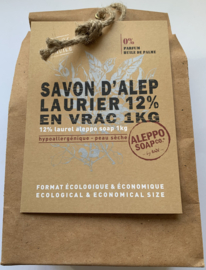 0%
PARFUM
HUILE DE PALME
SAVON D'ALEP
LAURIER 12%
EN VRAC 1KG
12% laurel aleppo soap 1kg
hypoallergénique - peau sèche
ALEPPO
SOAP CO
FORMAT ÉCOLOGIQUE & ÉCONOMIQUE
ECOLOGICAL & ECONOMICAL SIZE